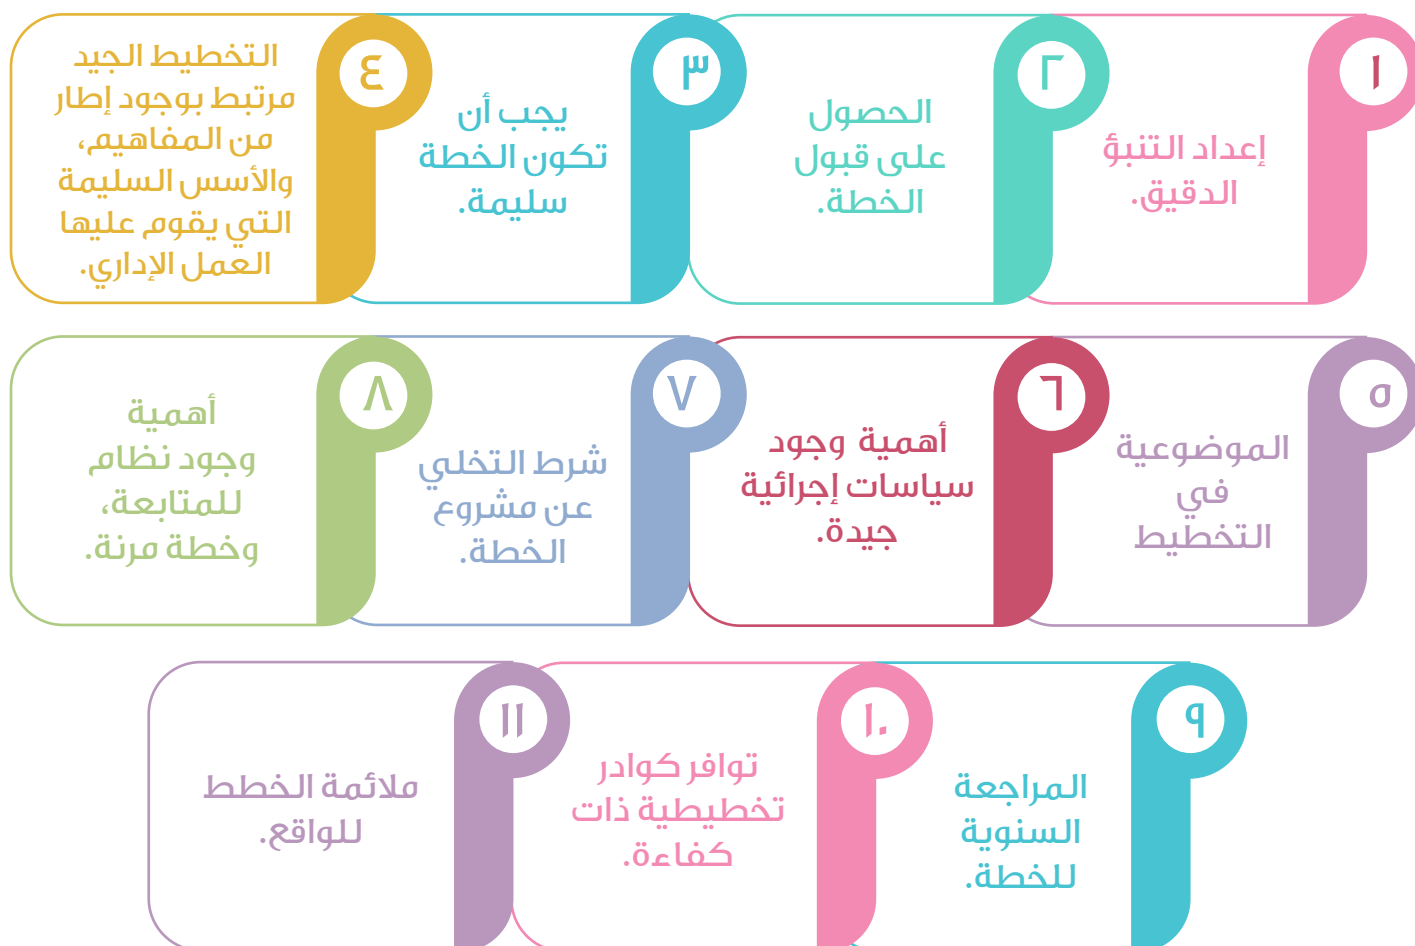 ١
إعداد التنبؤ
الدقيق.
٢
الحصول
على قبول
الخطة.
٣
يجب أن
تكون الخطة
سليمة.
٤
التخطيط الجيد
مرتبط بوجود إطار
من المفاهيم،
والأسس السليمة
التي يقوم عليها
العمل الإداري.
٥
الموضوعية
في
التخطيط
٦
أهمية وجود
سياسات إجرائية
جيدة.
٧
شرط التخلي
عن مشروع
الخطة.
٨
أهمية
وجود نظام
للمتابعة،
وخطة مرنة.
٩
المراجعة
السنوية
للخطة.
١٠
توافر كوادر
تخطيطية ذات
كفاءة.
١١
ملائمة الخطط
للواقع.